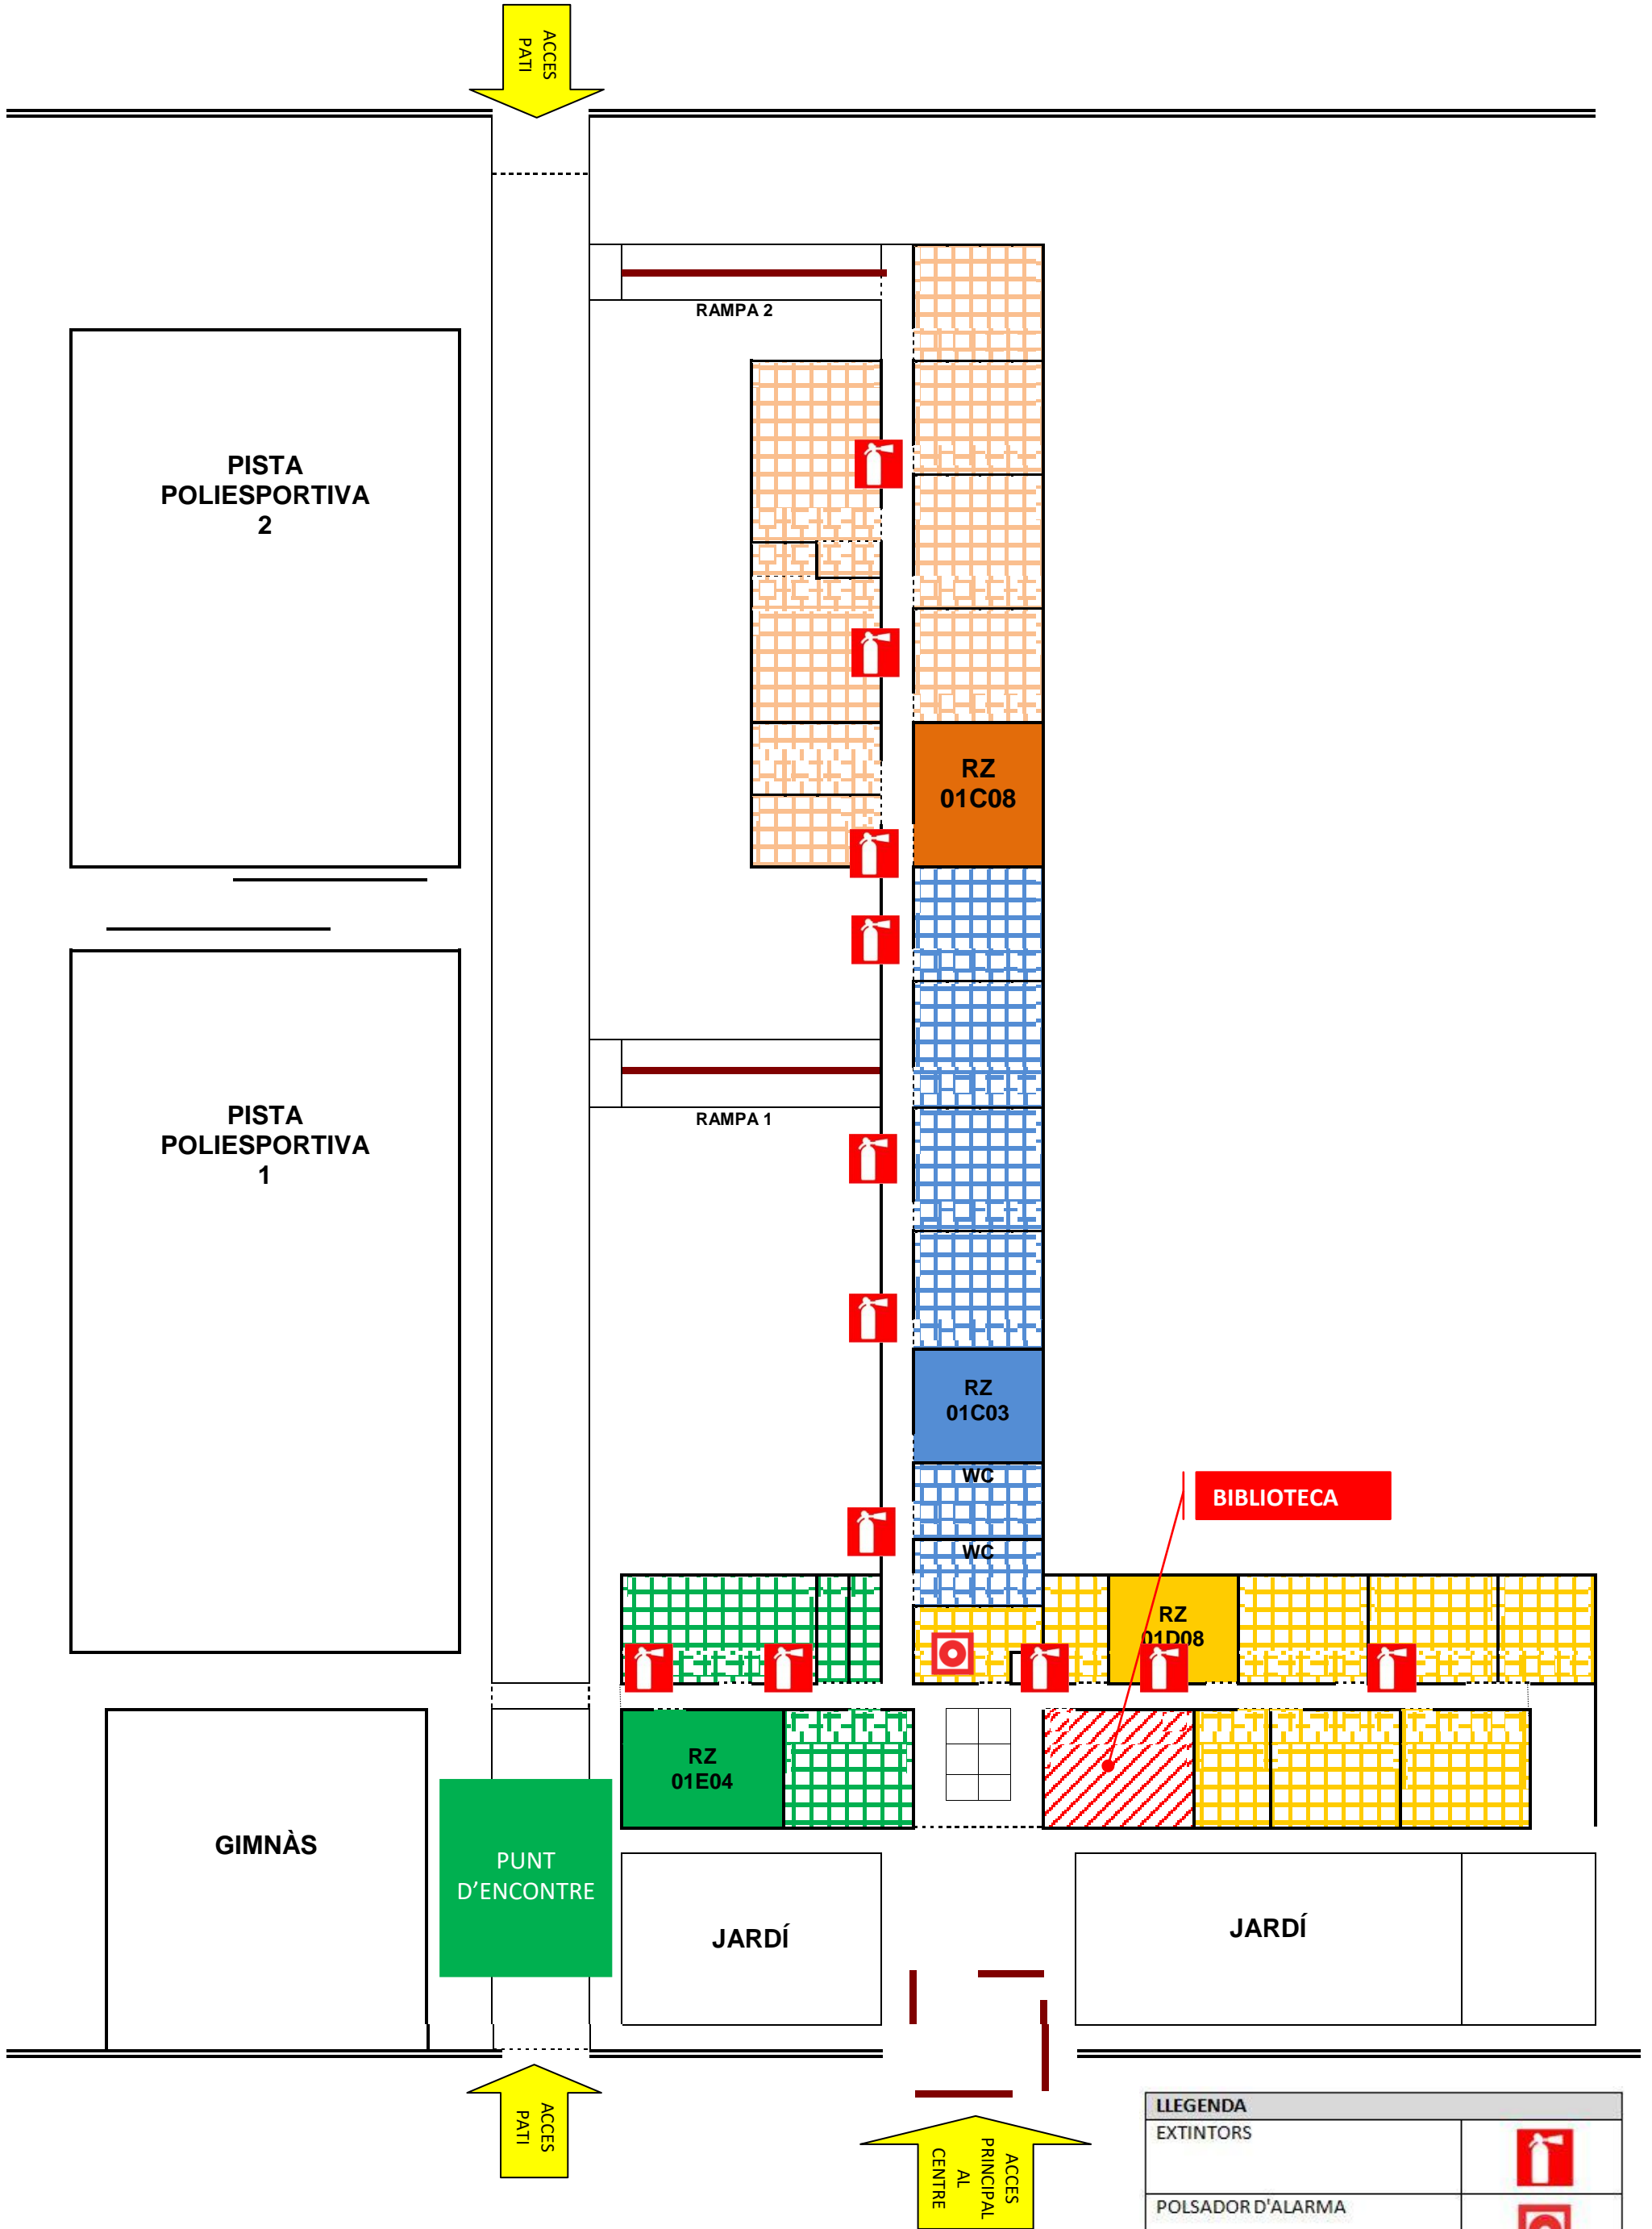 ACCES
PATI
RAMPA 2
PISTA
POLIESPORTIVA
2
RZ
01C08
PISTA
POLIESPORTIVA
1
RAMPA 1
RZ
01C03
WC
BIBLIOTECA
WC
RZ
01D08
RZ
01E04
GIMNÀS
PUNT
D'ENCONTRE
JARDÍ
JARDÍ
ACCES
PATI
ACCES
PRINCIPAL
AL
CENTRE
LLEGENDA
EXTINTORS
POLSADOR D'ALARMA